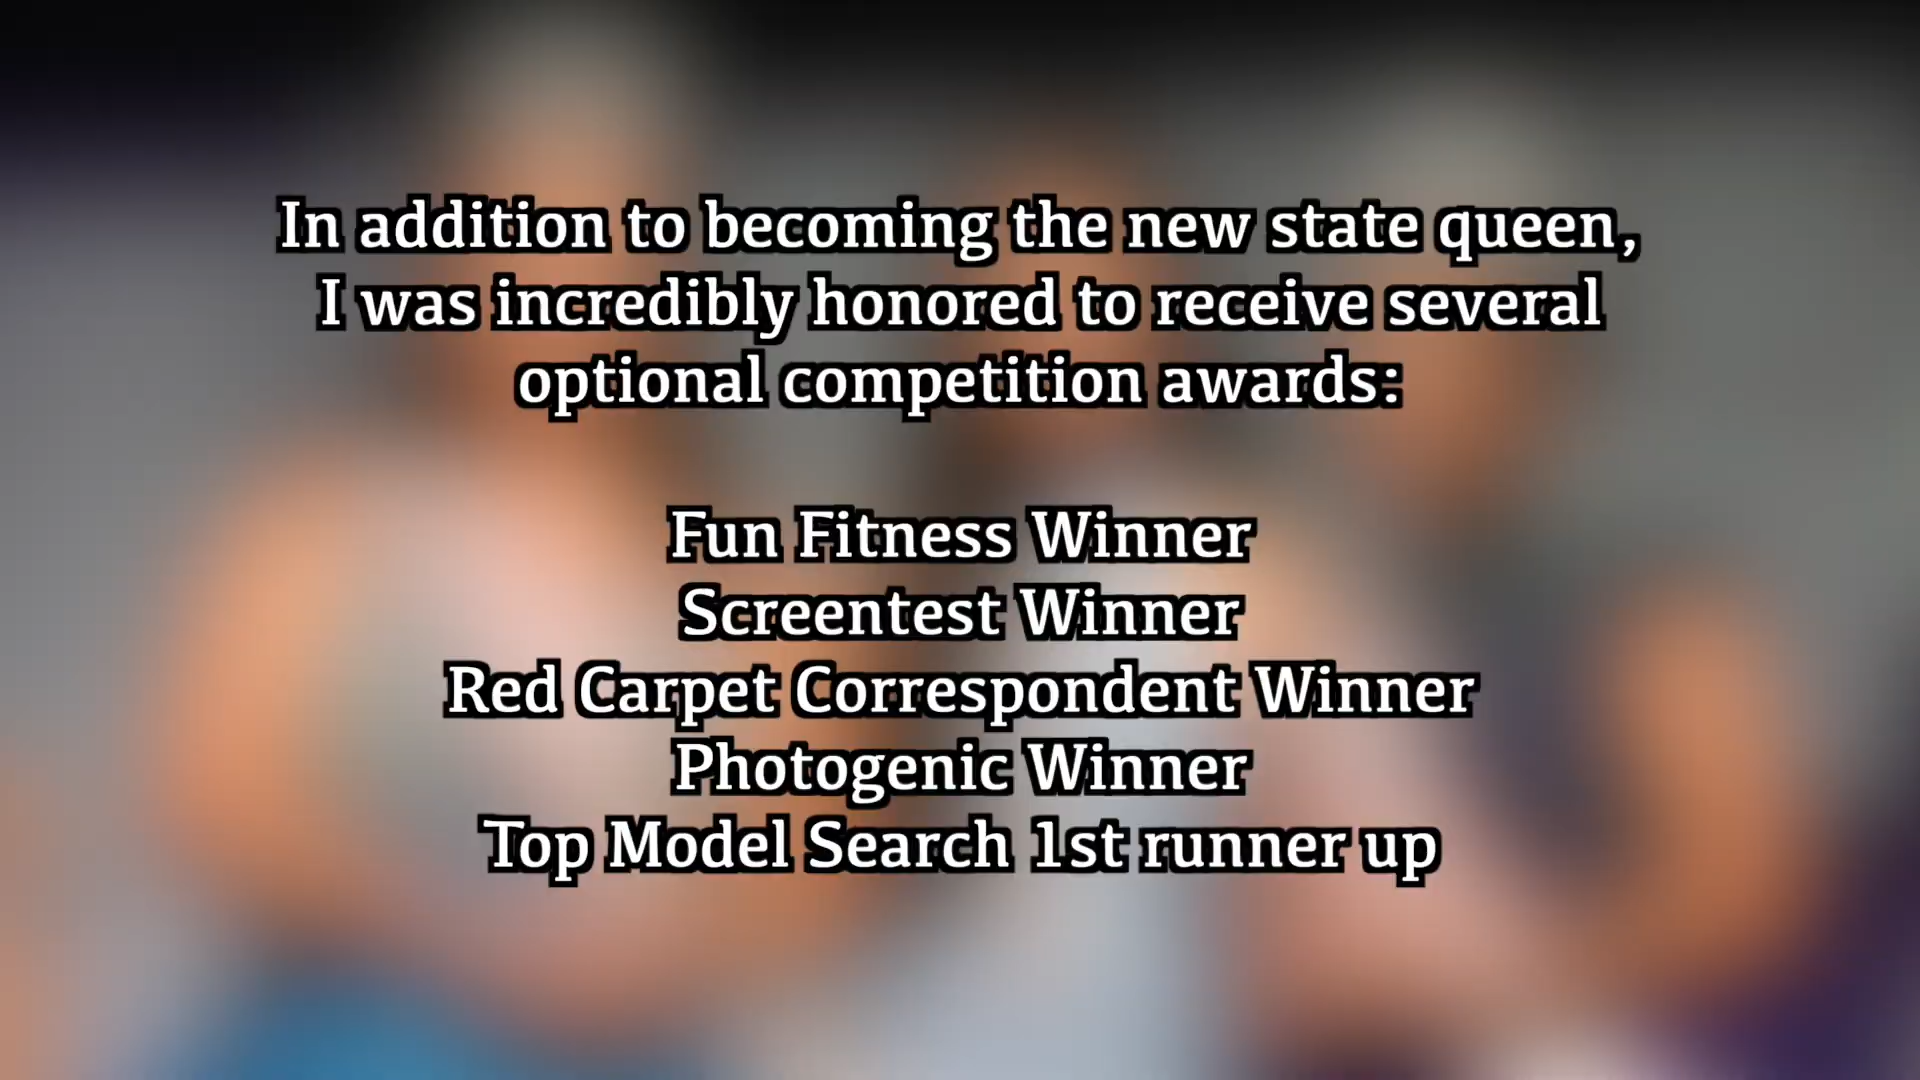 In addition to becoming the new state queen,
I was incredibly honored to receive several
optional competition awards:
Fun Fitness Winner
Screentest Winner
Red Carpet Correspondent Winner
Photogenic Winner
Top Model Search 1st runner up